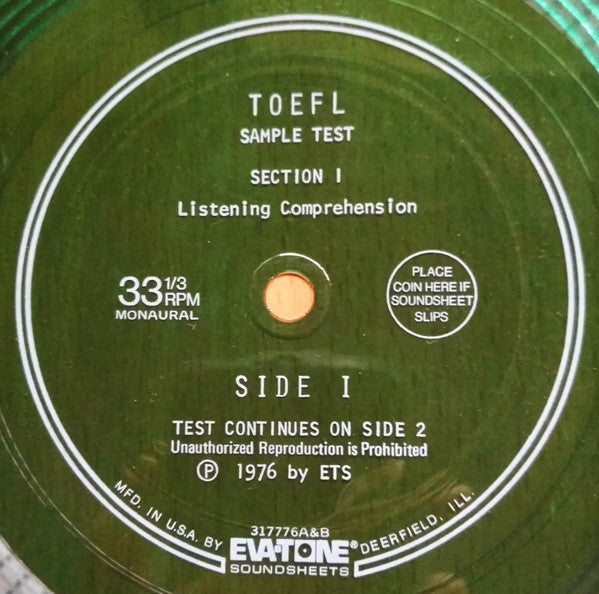 TOEFL
SAMPLE TEST
SECTION I
Listening Comprehension
33 1/3 RPM
MONAURAL
PLACE
COIN HERE IF
SOUNDSHEET
SLIPS
SIDE I
TEST CONTINUES ON SIDE 2
Unauthorized Reproduction is Prohibited
Ⓟ 1976 by ETS
317776A&B
MFD. IN U.S.A. BY EVA-TONE® DEERFIELD, ILL.
SOUNDSHEETS